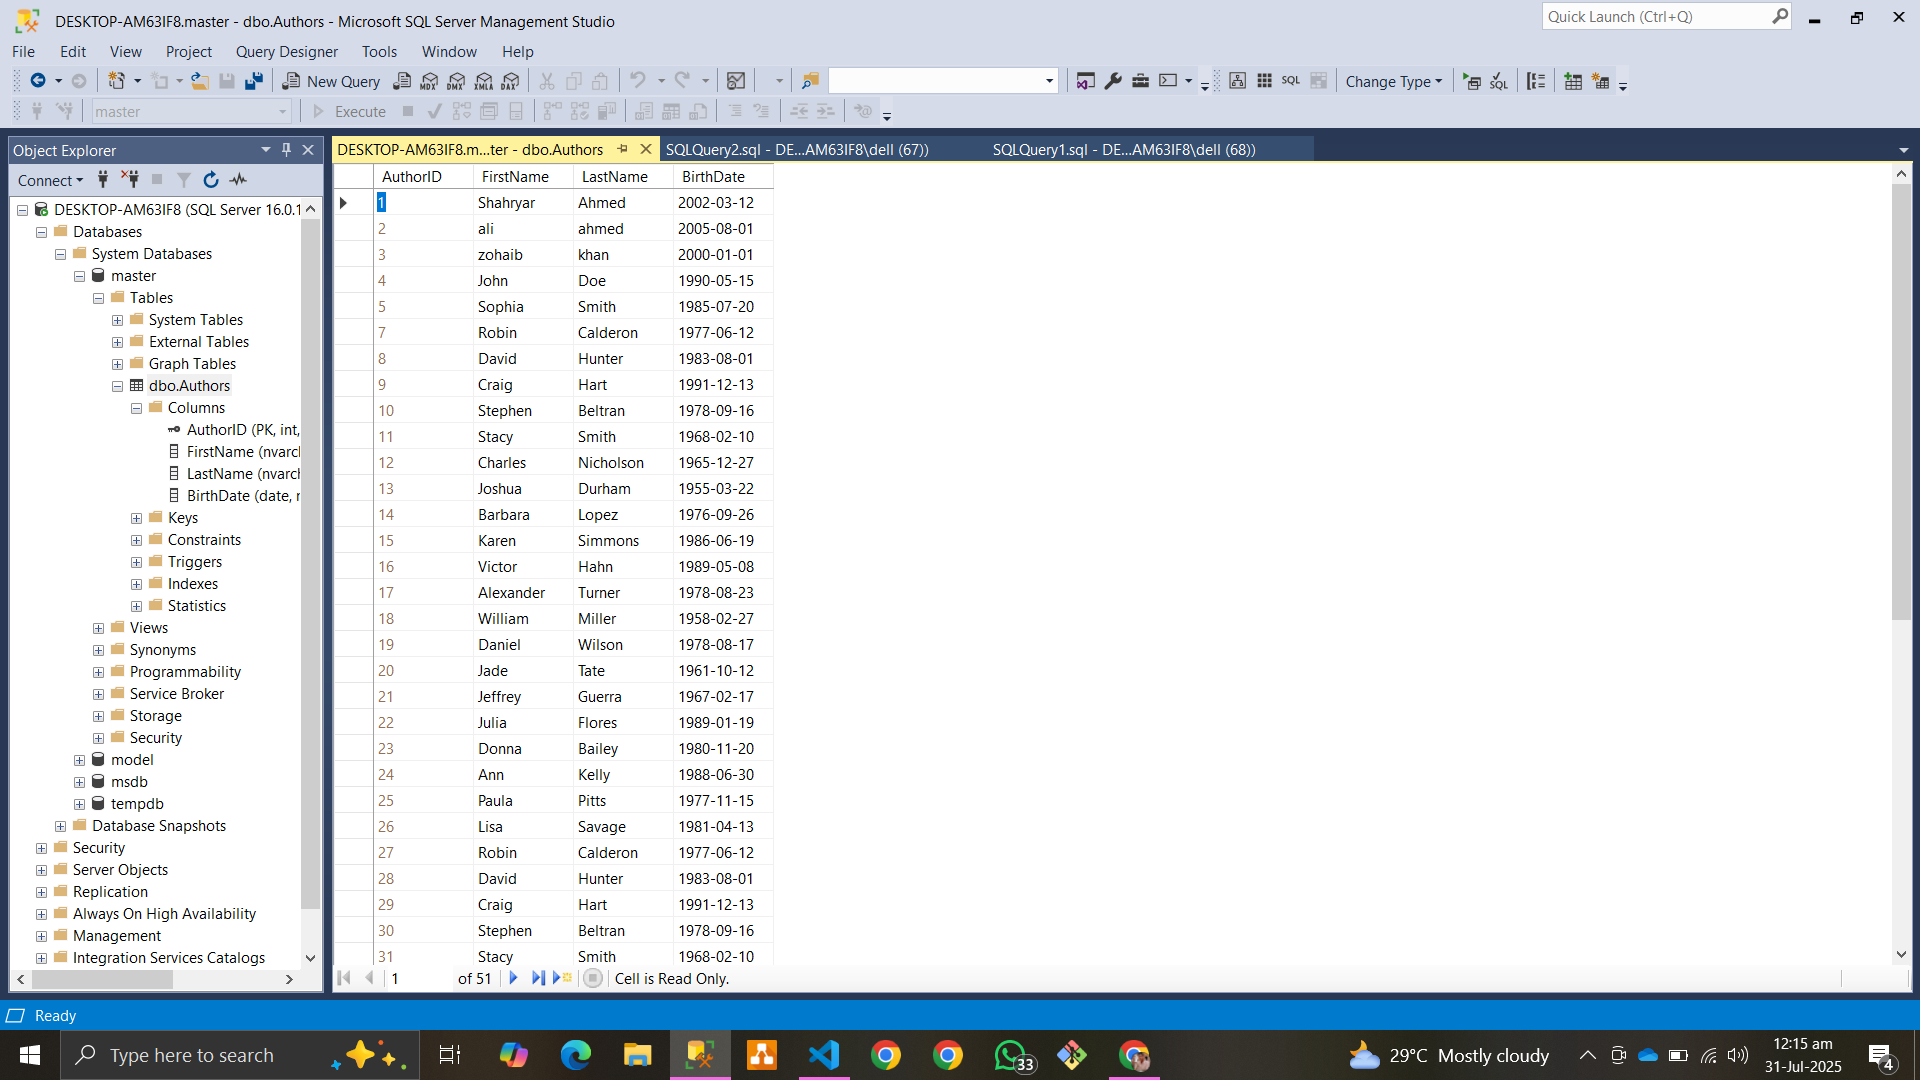 DESKTOP-AM63IF8.master - dbo.Authors - Microsoft SQL Server Management Studio
Quick Launch (Ctrl+Q)
File Edit View Project Query Designer Tools Window Help
New Query MDX DMX XMLA DAX SQL Change Type SQL
master Execute
Object Explorer
DESKTOP-AM63IF8.m...ter - dbo.Authors SQLQuery2.sql - DE...AM63IF8\dell (67)) SQLQuery1.sql - DE...AM63IF8\dell (68))
Connect
DESKTOP-AM63IF8 (SQL Server 16.0.1
Databases
System Databases
master
Tables
System Tables
External Tables
Graph Tables
dbo.Authors
Columns
AuthorID (PK, int,
FirstName (nvarch
LastName (nvarch
BirthDate (date, r
Keys
Constraints
Triggers
Indexes
Statistics
Views
Synonyms
Programmability
Service Broker
Storage
Security
model
msdb
tempdb
Database Snapshots
Security
Server Objects
Replication
Always On High Availability
Management
Integration Services Catalogs
AuthorID FirstName LastName BirthDate
1 Shahryar Ahmed 2002-03-12
2 ali ahmed 2005-08-01
3 zohaib khan 2000-01-01
4 John Doe 1990-05-15
5 Sophia Smith 1985-07-20
7 Robin Calderon 1977-06-12
8 David Hunter 1983-08-01
9 Craig Hart 1991-12-13
10 Stephen Beltran 1978-09-16
11 Stacy Smith 1968-02-10
12 Charles Nicholson 1965-12-27
13 Joshua Durham 1955-03-22
14 Barbara Lopez 1976-09-26
15 Karen Simmons 1986-06-19
16 Victor Hahn 1989-05-08
17 Alexander Turner 1978-08-23
18 William Miller 1958-02-27
19 Daniel Wilson 1978-08-17
20 Jade Tate 1961-10-12
21 Jeffrey Guerra 1967-02-17
22 Julia Flores 1989-01-19
23 Donna Bailey 1980-11-20
24 Ann Kelly 1988-06-30
25 Paula Pitts 1977-11-15
26 Lisa Savage 1981-04-13
27 Robin Calderon 1977-06-12
28 David Hunter 1983-08-01
29 Craig Hart 1991-12-13
30 Stephen Beltran 1978-09-16
31 Stacy Smith 1968-02-10
1 of 51 Cell is Read Only.
Ready
Type here to search
33
29°C Mostly cloudy
12:15 am
31-Jul-2025
4